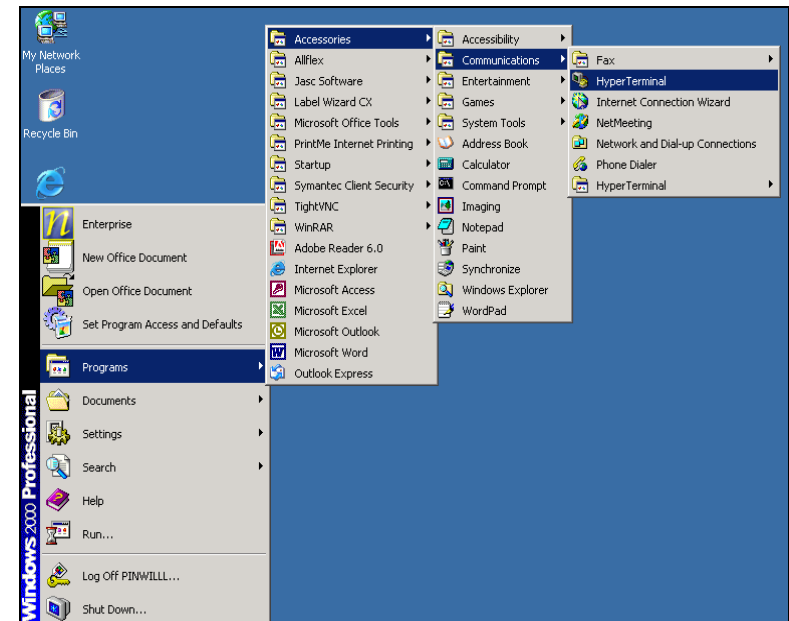 My Network
Places
Recycle Bin
Enterprise
New Office Document
Open Office Document
Set Program Access and Defaults
Programs
Documents
Settings
Search
Help
Run...
Log Off PINWILLL...
Shut Down...
Windows 2000 Professional
Accessories
Allflex
Jasc Software
Label Wizard CX
Microsoft Office Tools
PrintMe Internet Printing
Startup
Symantec Client Security
TightVNC
WinRAR
Adobe Reader 6.0
Internet Explorer
Microsoft Access
Microsoft Excel
Microsoft Outlook
Microsoft Word
Outlook Express
Accessibility
Communications
Entertainment
Games
System Tools
Address Book
Calculator
Command Prompt
Imaging
Notepad
Paint
Synchronize
Windows Explorer
WordPad
Fax
HyperTerminal
Internet Connection Wizard
NetMeeting
Network and Dial-up Connections
Phone Dialer
HyperTerminal